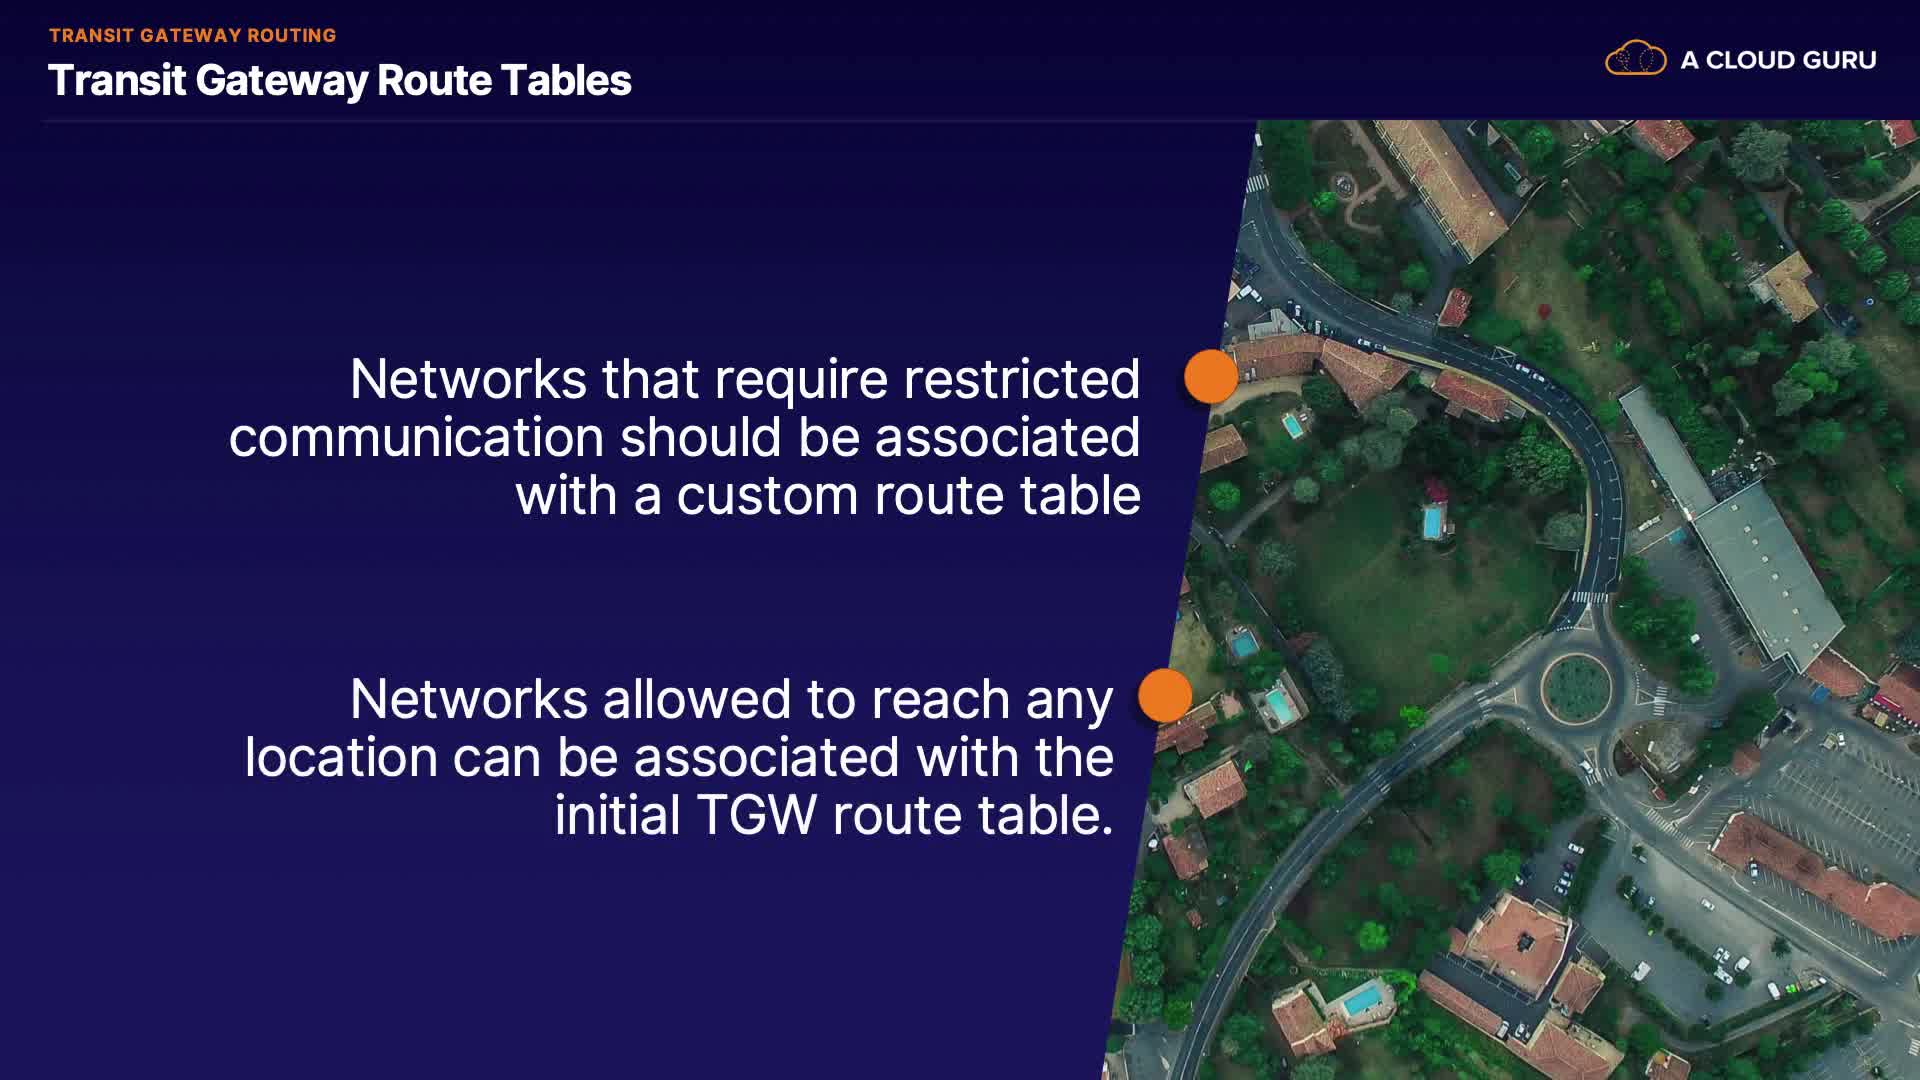 TRANSIT GATEWAY ROUTING
Transit Gateway Route Tables
A CLOUD GURU
Networks that require restricted
communication should be associated
with a custom route table
Networks allowed to reach any
location can be associated with the
initial TGW route table.